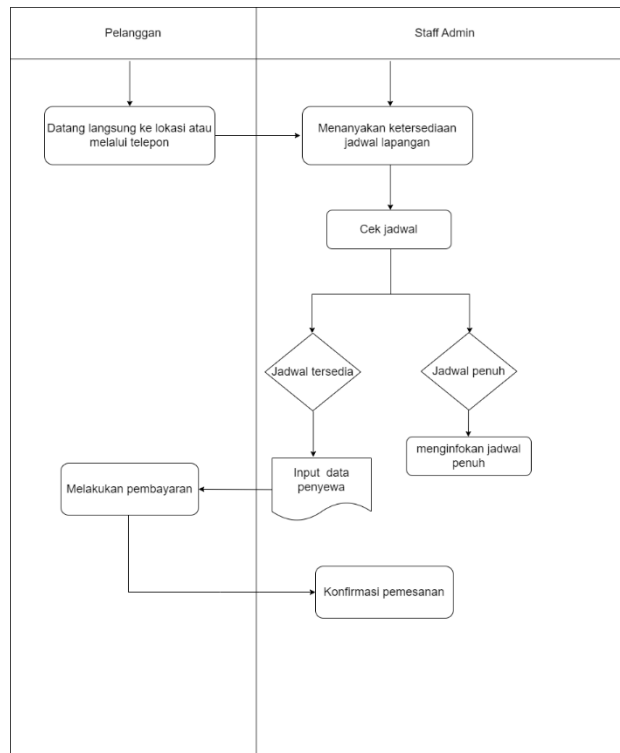 Pelanggan
Staff Admin
Datang langsung ke lokasi atau
melalui telepon
Menanyakan ketersediaan
jadwal lapangan
Cek jadwal
Jadwal tersedia
Jadwal penuh
menginfokan jadwal
penuh
Input data
penyewa
Melakukan pembayaran
Konfirmasi pemesanan